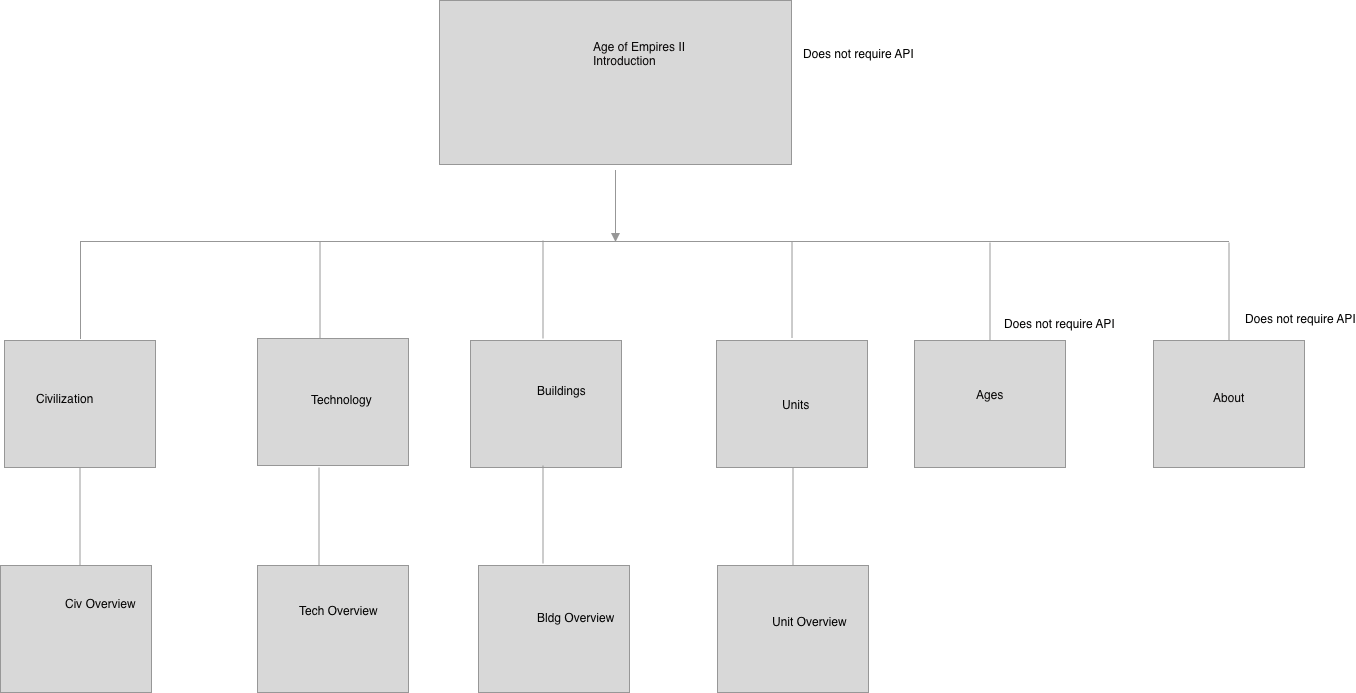 Age of Empires II
Introduction
Does not require API
Does not require API
Does not require API
Civilization
Technology
Buildings
Units
Ages
About
Civ Overview
Tech Overview
Bldg Overview
Unit Overview